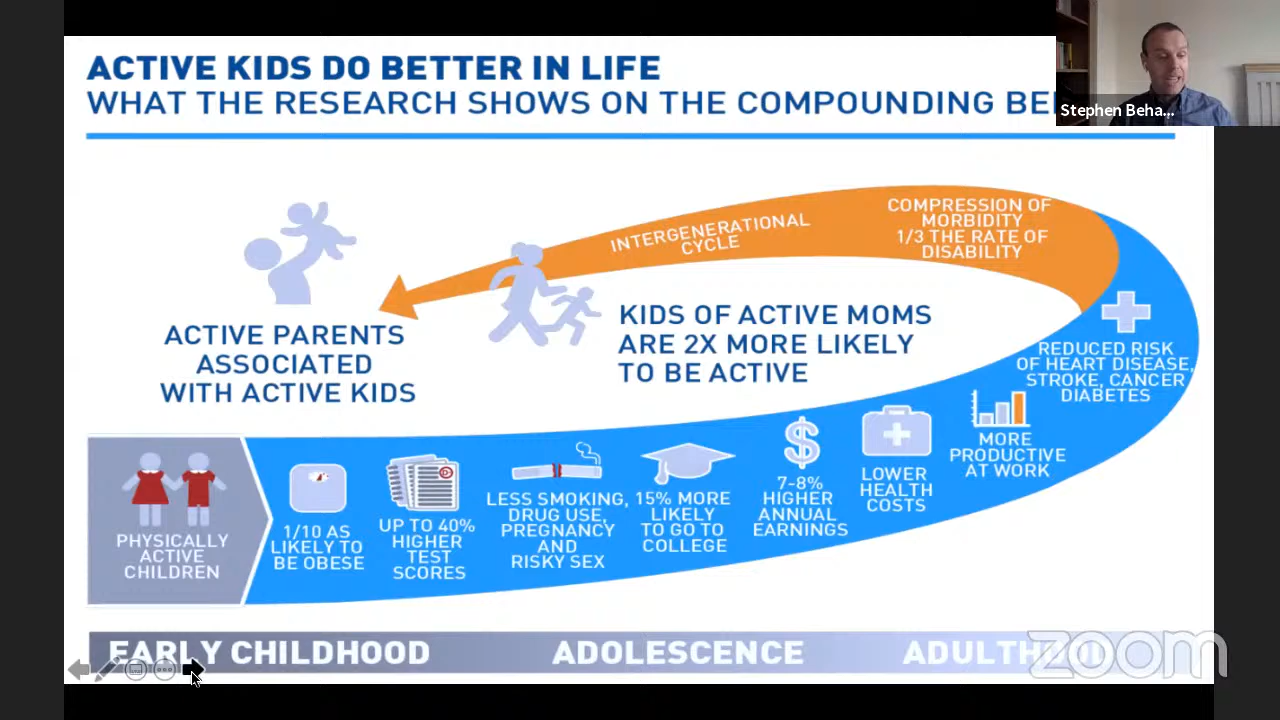 ACTIVE KIDS DO BETTER IN LIFE
WHAT THE RESEARCH SHOWS ON THE COMPOUNDING
Stephen Beha...
COMPRESSION OF
MORBIDITY
1/3 THE RATE OF
DISABILITY
INTERGENERATIONAL
CYCLE
KIDS OF ACTIVE MOMS
ARE 2X MORE LIKELY
TO BE ACTIVE
ACTIVE PARENTS
ASSOCIATED
WITH ACTIVE KIDS
PHYSICALLY
ACTIVE
CHILDREN
1/10 AS
LIKELY TO
BE OBESE
UP TO 40%
HIGHER
TEST
SCORES
LESS SMOKING,
DRUG USE,
PREGNANCY
AND
RISKY SEX
15% MORE
LIKELY
TO GO TO
COLLEGE
$
7-8%
HIGHER
ANNUAL
EARNINGS
LOWER
HEALTH
COSTS
MORE
PRODUCTIVE
AT WORK
REDUCED RISK
OF HEART DISEASE,
STROKE, CANCER
DIABETES
EARLY CHILDHOOD
ADOLESCENCE
ADULTHOOD
zoom